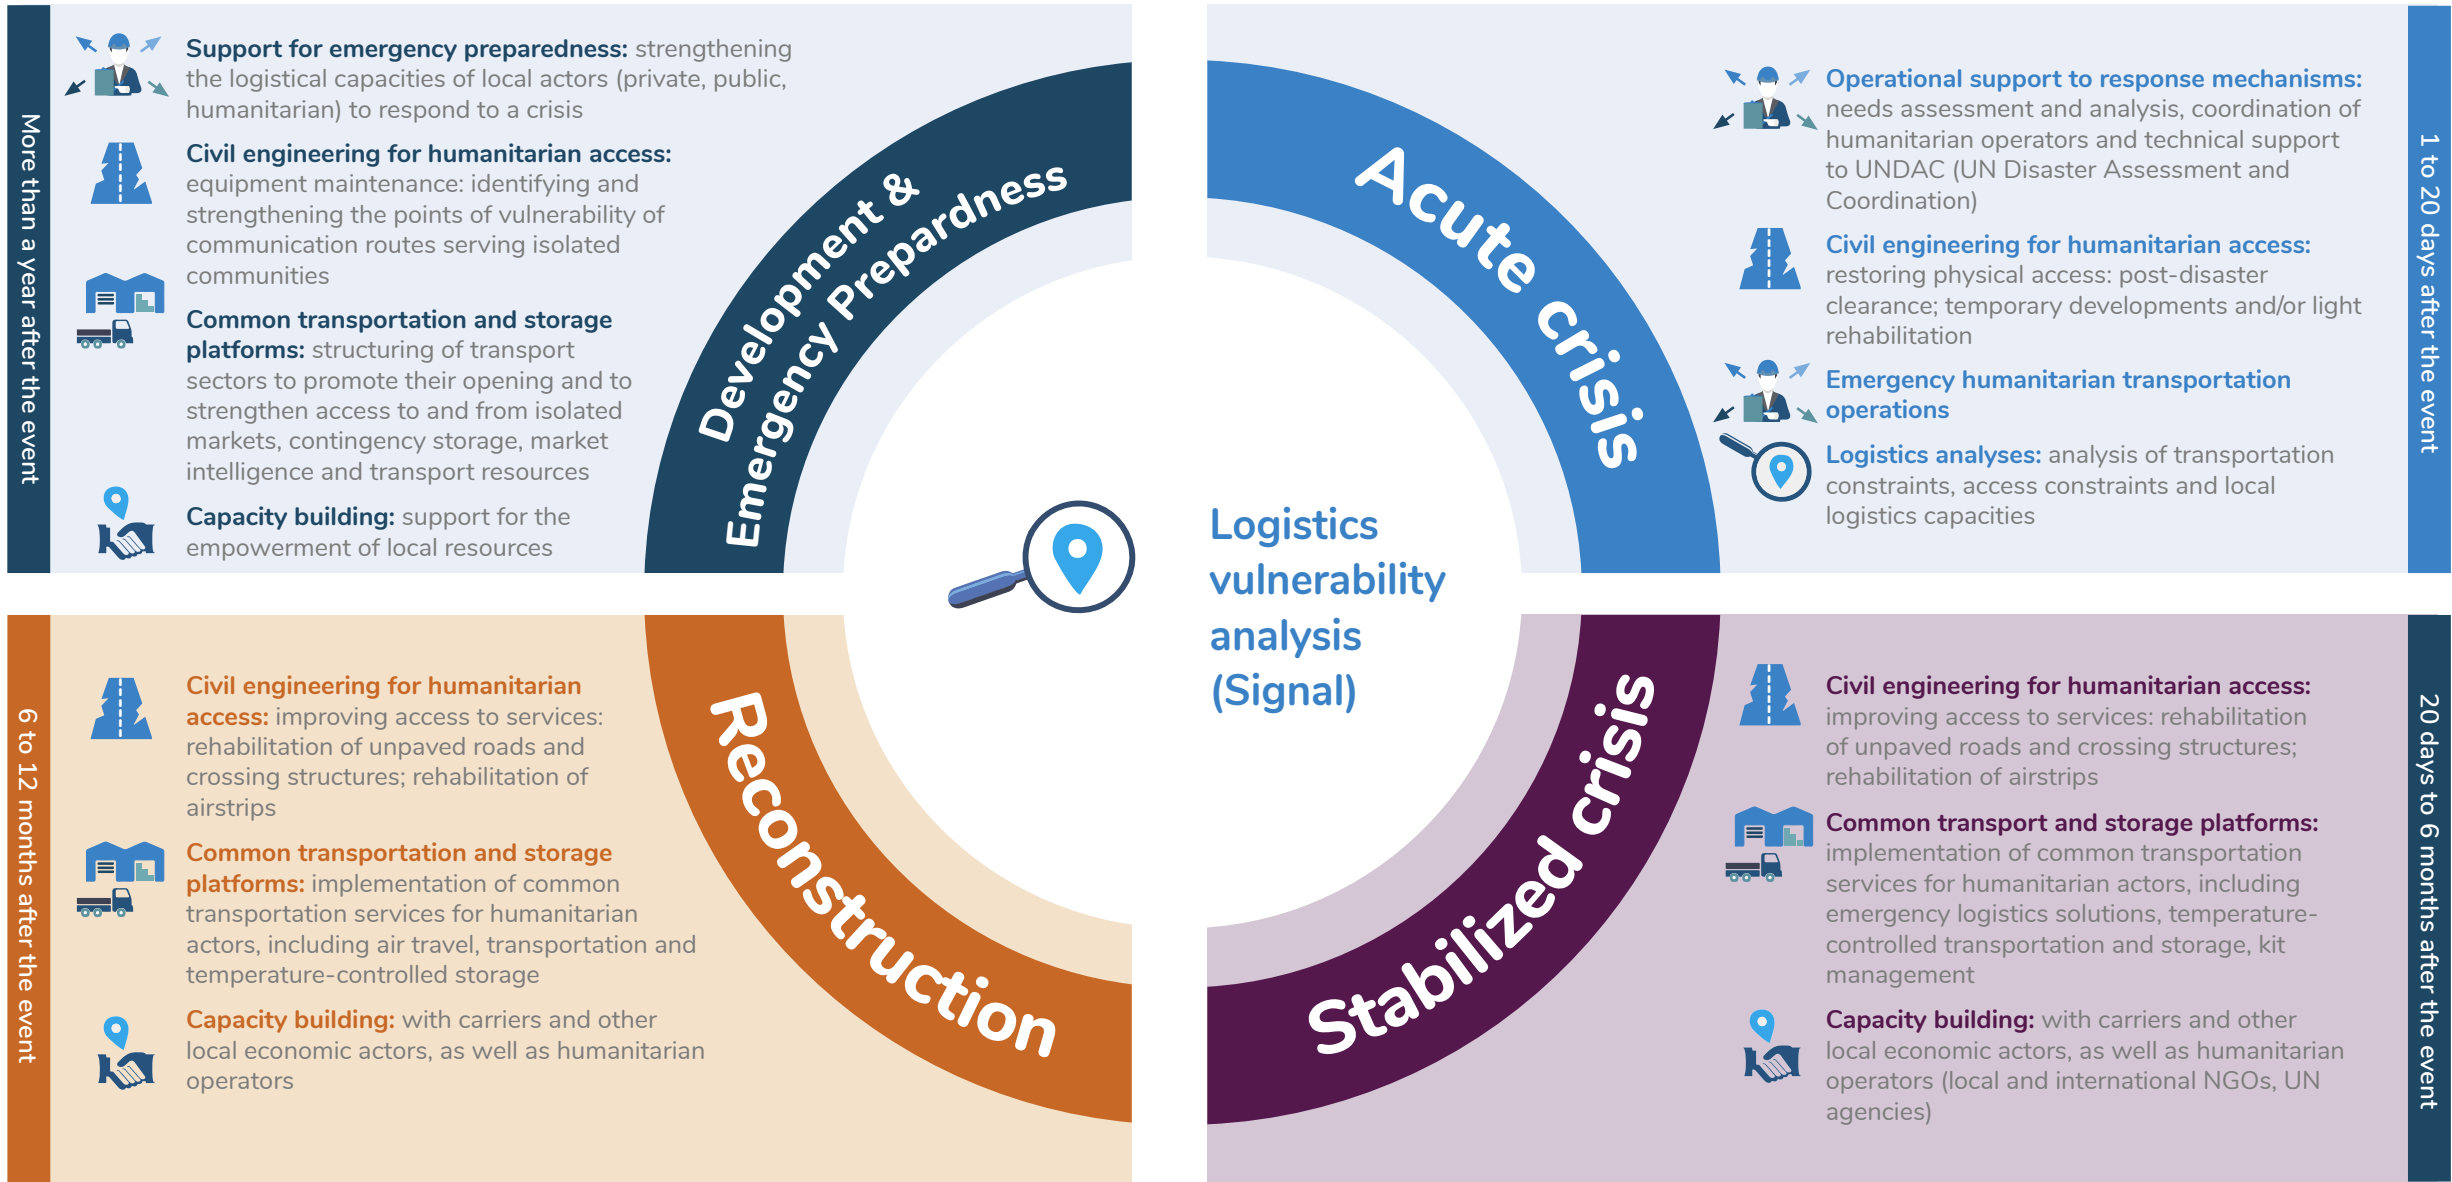 More than a year after the event
Support for emergency preparedness: strengthening
the logistical capacities of local actors (private, public,
humanitarian) to respond to a crisis
Civil engineering for humanitarian access:
equipment maintenance: identifying and
strengthening the points of vulnerability of
communication routes serving isolated
communities
Common transportation and storage
platforms: structuring of transport
sectors to promote their opening and to
strengthen access to and from isolated
markets, contingency storage, market
intelligence and transport resources
Capacity building: support for the
empowerment of local resources
Development &
Emergency Prepardness
Acute crisis
Operational support to response mechanisms:
needs assessment and analysis, coordination of
humanitarian operators and technical support
to UNDAC (UN Disaster Assessment and
Coordination)
Civil engineering for humanitarian access:
restoring physical access: post-disaster
clearance; temporary developments and/or light
rehabilitation
Emergency humanitarian transportation
operations
Logistics analyses: analysis of transportation
constraints, access constraints and local
logistics capacities
1 to 20 days after the event
Logistics
vulnerability
analysis
(Signal)
6 to 12 months after the event
Civil engineering for humanitarian
access: improving access to services:
rehabilitation of unpaved roads and
crossing structures; rehabilitation of
airstrips
Common transportation and storage
platforms: implementation of common
transportation services for humanitarian
actors, including air travel, transportation and
temperature-controlled storage
Capacity building: with carriers and other
local economic actors, as well as humanitarian
operators
Reconstruction
Stabilized crisis
Civil engineering for humanitarian access:
improving access to services: rehabilitation
of unpaved roads and crossing structures;
rehabilitation of airstrips
Common transport and storage platforms:
implementation of common transportation
services for humanitarian actors, including
emergency logistics solutions, temperature-
controlled transportation and storage, kit
management
Capacity building: with carriers and other
local economic actors, as well as humanitarian
operators (local and international NGOs, UN
agencies)
20 days to 6 months after the event